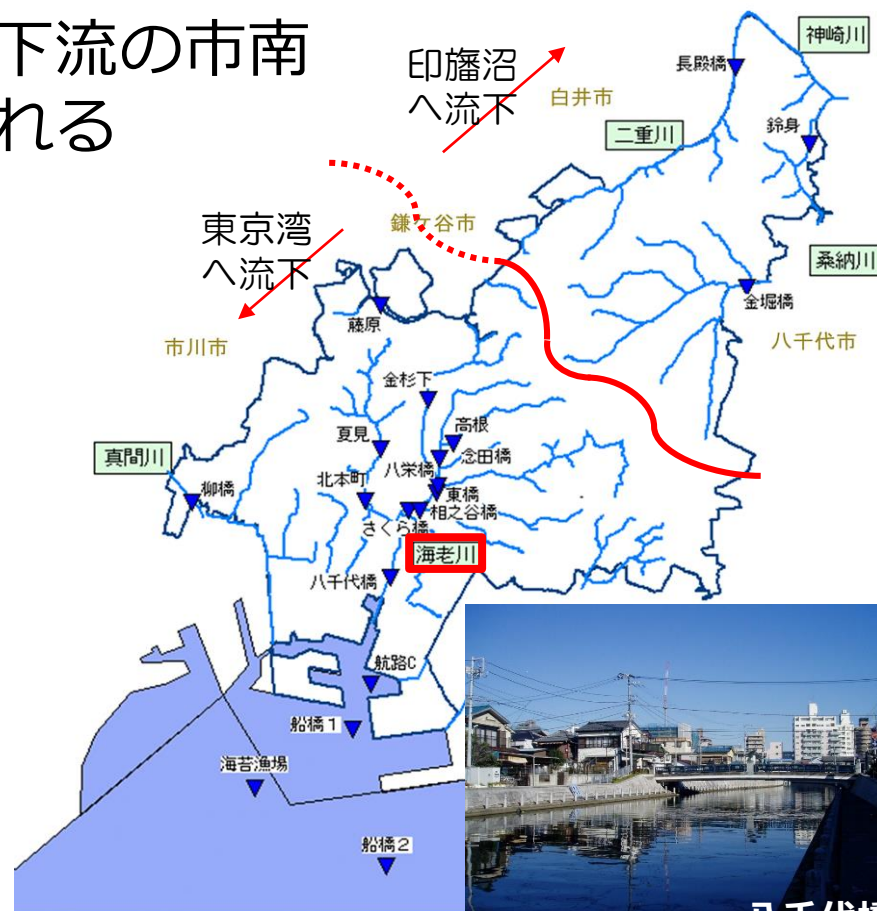 下流の市南
れる
印旛沼
へ流下
神崎川
長殿橋
白井市
二重川
鈴身
東京湾
へ流下
鎌ケ谷市
桑納川
金堀橋
藤原
市川市
八千代市
金杉下
高根
夏見
念田橋
真間川
八栄橋
北本町
柳橋
東橋
相之谷橋
さくら橋
海老川
八千代橋
航路C
船橋1
海苔漁場
船橋2